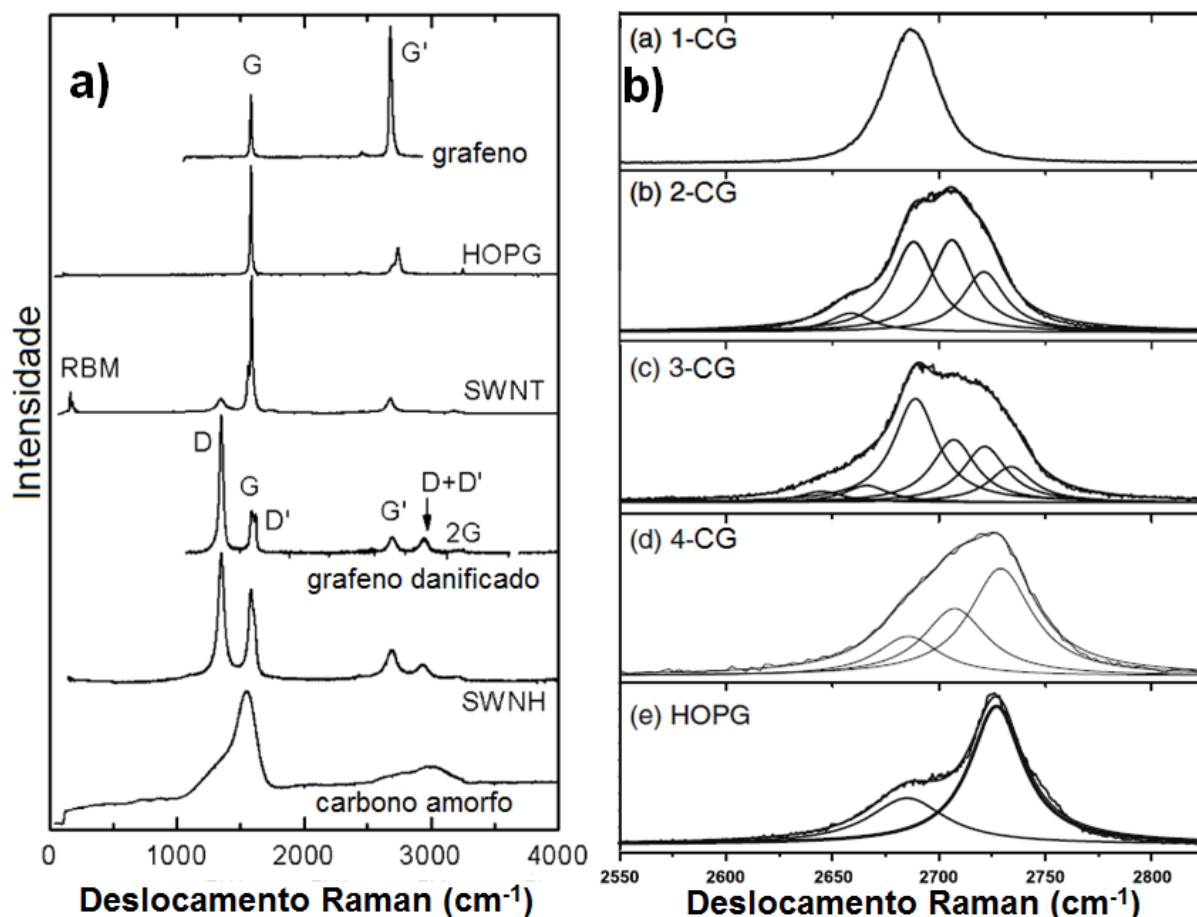 a)
G
G'
grafeno
HOPG
RBM
SWNT
D
G
D'
G'
D+D'
2G
grafeno danificado
SWNH
carbono amorfo
Intensidade
0 1000 2000 3000 4000
Deslocamento Raman (cm-1)
b)
(a) 1-CG
(b) 2-CG
(c) 3-CG
(d) 4-CG
(e) HOPG
2550 2600 2650 2700 2750 2800
Deslocamento Raman (cm-1)